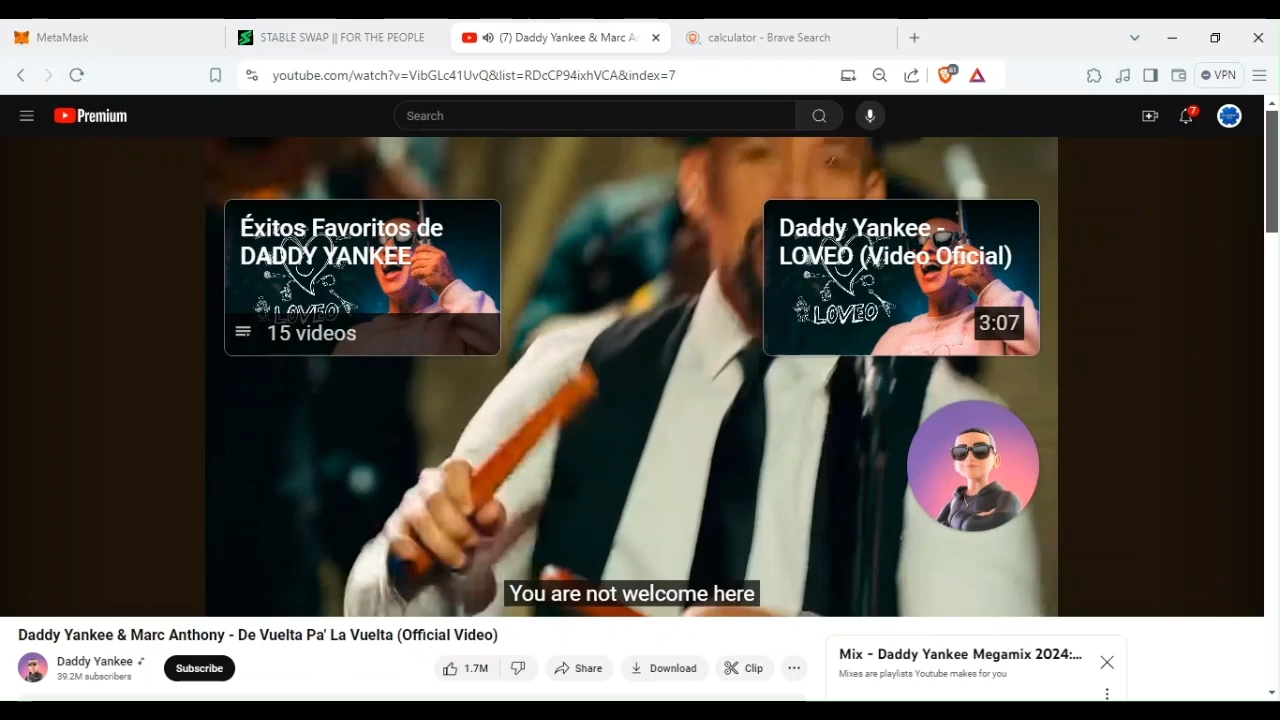 MetaMask
STABLE SWAP || FOR THE PEOPLE
(7) Daddy Yankee & Marc A
calculator - Brave Search
youtube.com/watch?v=VibGLc41UvQ&list=RDcCP94ixhVCA&index=7
61
VPN
Premium
Search
7
Éxitos Favoritos de
DADDY YANKEE
LOVEO
15 videos
Daddy Yankee -
LOVEO (Video Oficial)
LOVEO
3:07
You are not welcome here
Daddy Yankee & Marc Anthony - De Vuelta Pa' La Vuelta (Official Video)
Daddy Yankee
39.2M subscribers
Subscribe
1.7M
Share
Download
Clip
Mix - Daddy Yankee Megamix 2024:...
Mixes are playlists Youtube makes for you